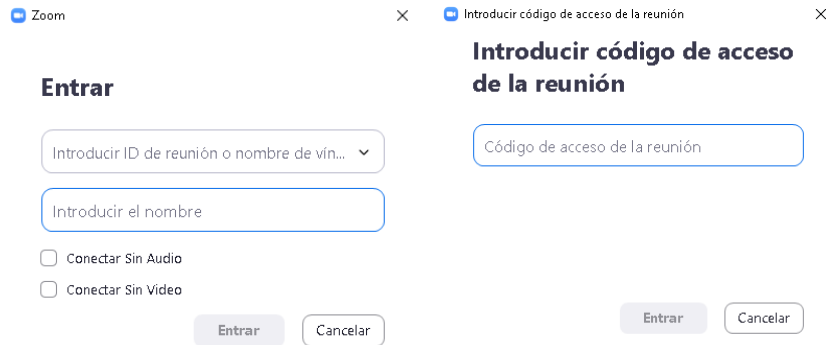 Zoom
Entrar
Introducir ID de reunión o nombre de vín...
Introducir el nombre
Conectar Sin Audio
Conectar Sin Video
Entrar
Cancelar
Introducir código de acceso de la reunión
Introducir código de acceso
de la reunión
Código de acceso de la reunión
Entrar
Cancelar